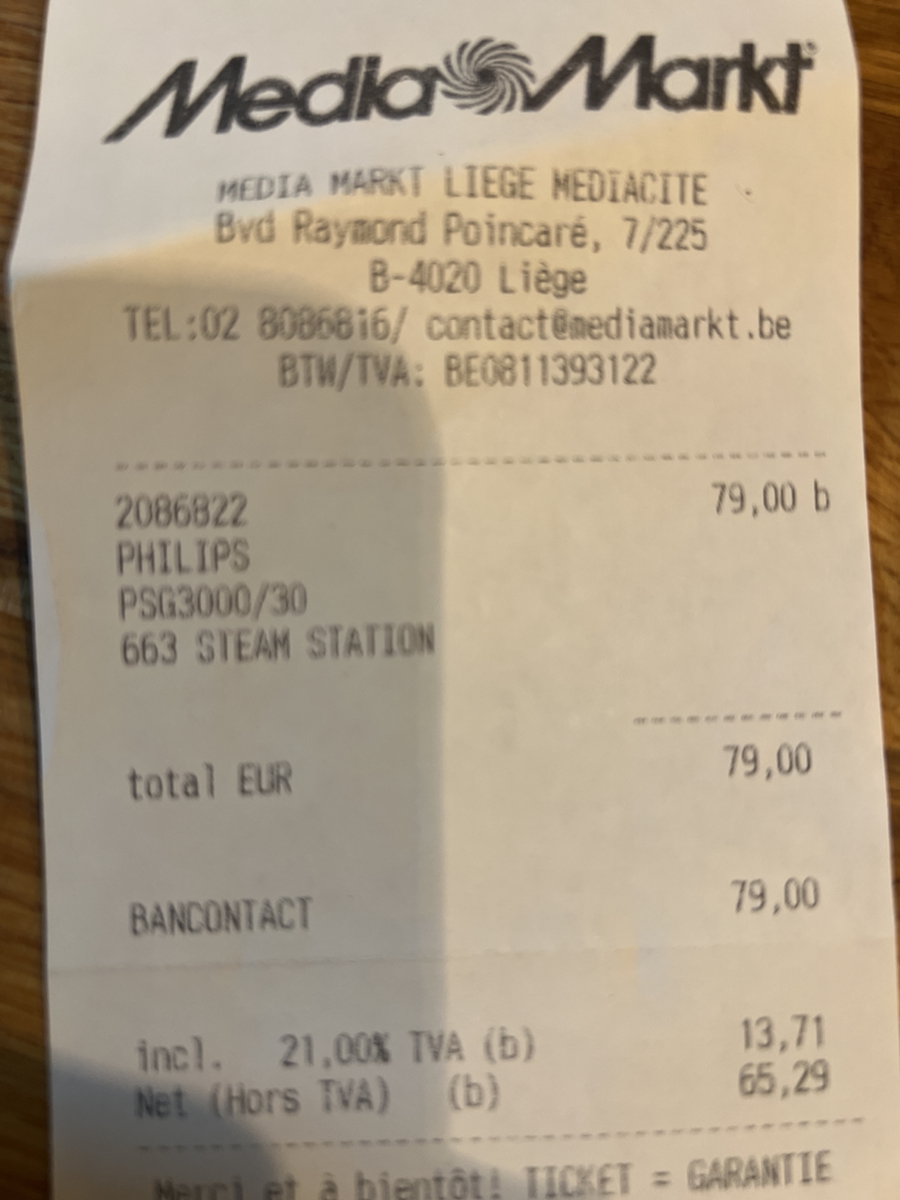 Media Markt
MEDIA MARKT LIEGE MEDIACITE
Bvd Raymond Poincaré, 7/225
B-4020 Liège
TEL:02 8086816/ contact@mediamarkt.be
BTW/TVA: BE0811393122
2086822 79,00 b
PHILIPS
PSG3000/30
663 STEAM STATION
total EUR 79,00
BANCONTACT 79,00
incl. 21,00% TVA (b) 13,71
Net (Hors TVA) (b) 65,29
Merci et à bientôt! TICKET = GARANTIE